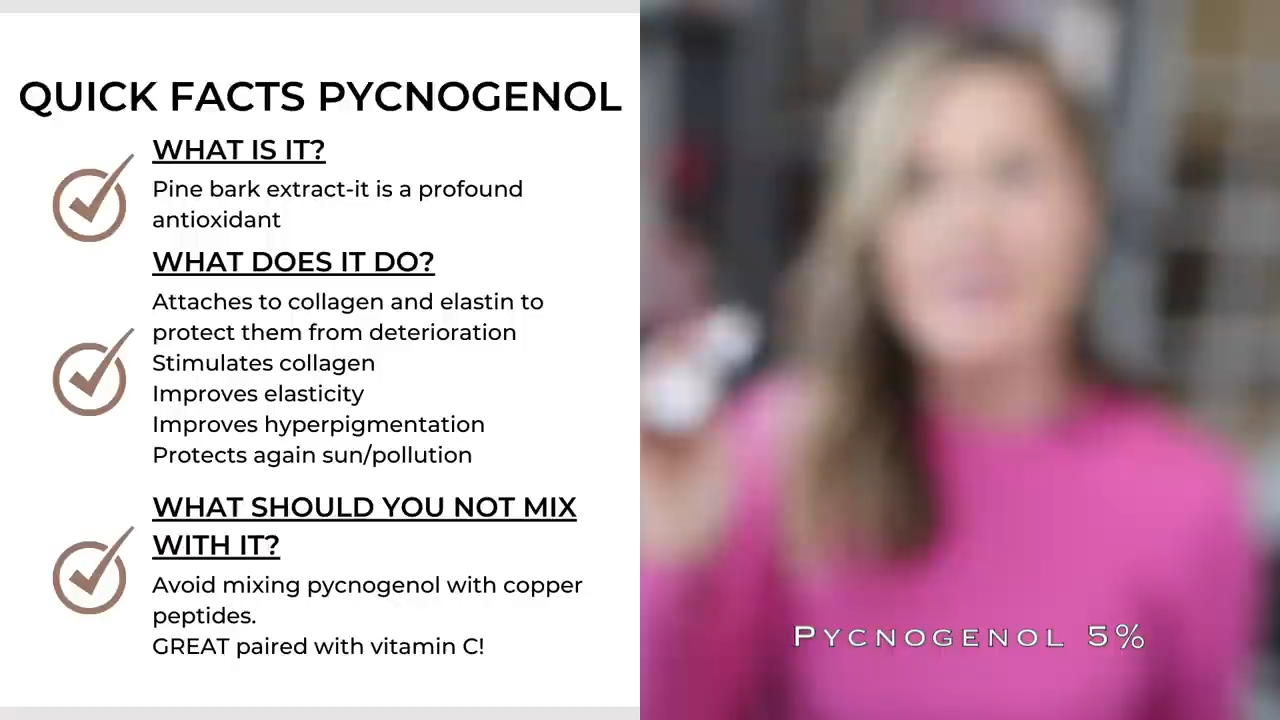 QUICK FACTS PYCNOGENOL
WHAT IS IT?
Pine bark extract-it is a profound
antioxidant
WHAT DOES IT DO?
Attaches to collagen and elastin to
protect them from deterioration
Stimulates collagen
Improves elasticity
Improves hyperpigmentation
Protects again sun/pollution
WHAT SHOULD YOU NOT MIX
WITH IT?
Avoid mixing pycnogenol with copper
peptides.
GREAT paired with vitamin C!
PYCNOGENOL 5%